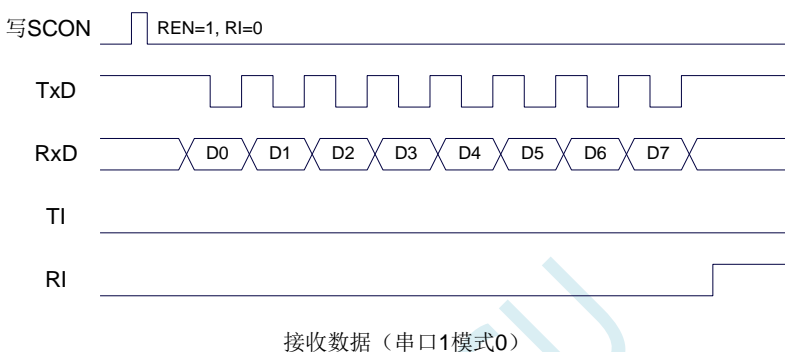 写SCON REN=1, RI=0
TxD
RxD D0 D1 D2 D3 D4 D5 D6 D7
TI
RI
接收数据（串口1模式0）